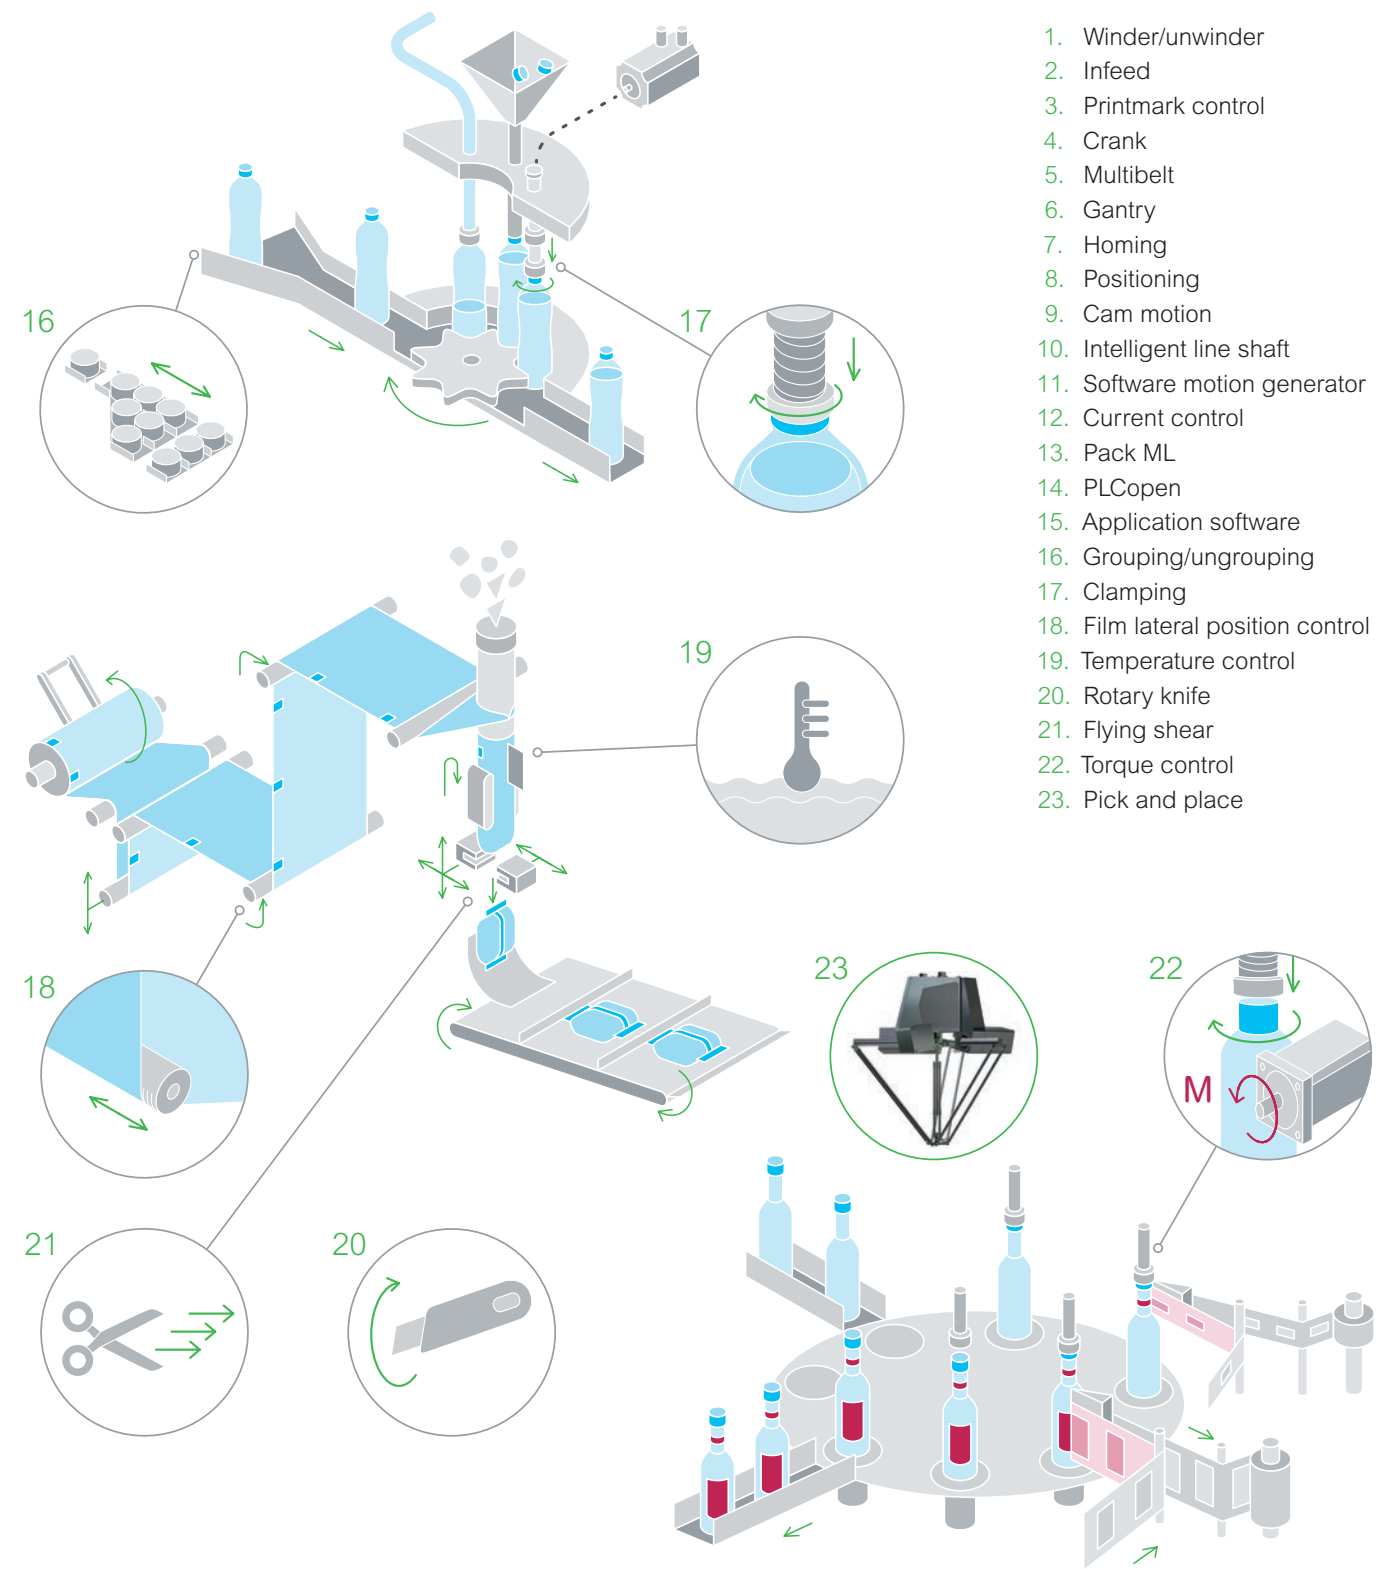 1. Winder/unwinder
2. Infeed
3. Printmark control
4. Crank
5. Multibelt
6. Gantry
7. Homing
8. Positioning
9. Cam motion
10. Intelligent line shaft
11. Software motion generator
12. Current control
13. Pack ML
14. PLCopen
15. Application software
16. Grouping/ungrouping
17. Clamping
18. Film lateral position control
19. Temperature control
20. Rotary knife
21. Flying shear
22. Torque control
23. Pick and place
16
17
19
18
23
22
M
21
20